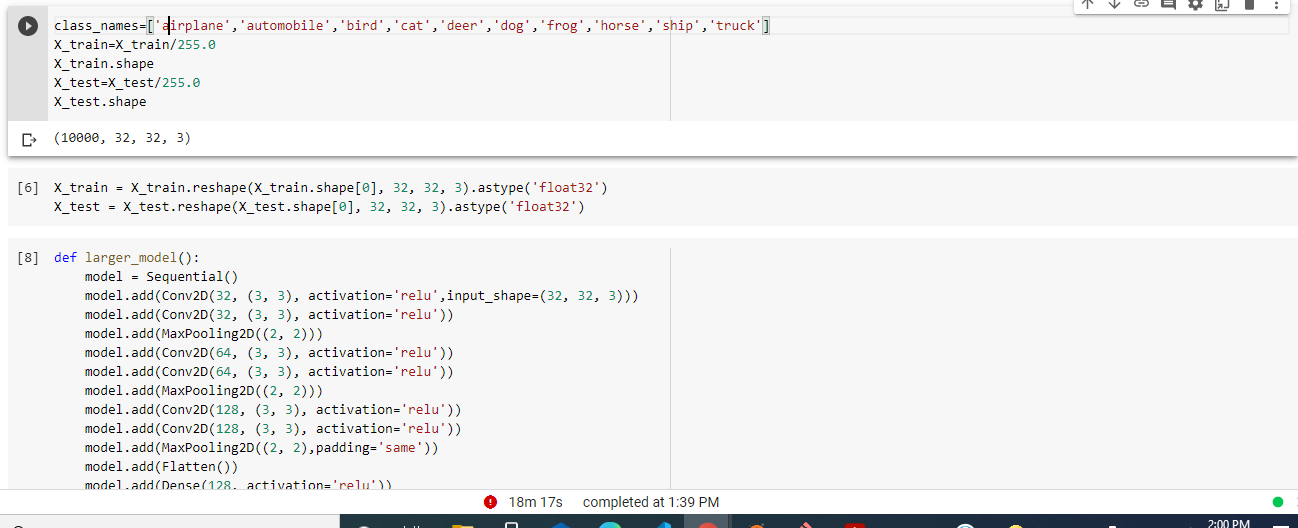 class_names=['airplane','automobile','bird','cat','deer','dog','frog','horse','ship','truck']
X_train=X_train/255.0
X_train.shape
X_test=X_test/255.0
X_test.shape
(10000, 32, 32, 3)
[6] X_train = X_train.reshape(X_train.shape[0], 32, 32, 3).astype('float32')
X_test = X_test.reshape(X_test.shape[0], 32, 32, 3).astype('float32')
[8] def larger_model():
model = Sequential()
model.add(Conv2D(32, (3, 3), activation='relu',input_shape=(32, 32, 3)))
model.add(Conv2D(32, (3, 3), activation='relu'))
model.add(MaxPooling2D((2, 2)))
model.add(Conv2D(64, (3, 3), activation='relu'))
model.add(Conv2D(64, (3, 3), activation='relu'))
model.add(MaxPooling2D((2, 2)))
model.add(Conv2D(128, (3, 3), activation='relu'))
model.add(Conv2D(128, (3, 3), activation='relu'))
model.add(MaxPooling2D((2, 2),padding='same'))
model.add(Flatten())
model.add(Dense(128, activation='relu'))
18m 17s completed at 1:39 PM
2:00 PM